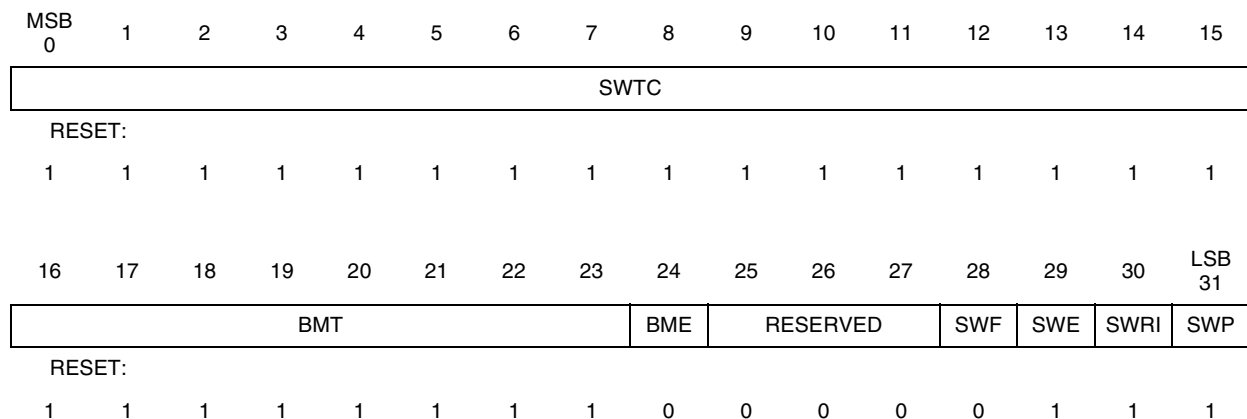 MSB
0 1 2 3 4 5 6 7 8 9 10 11 12 13 14 15
SWTC
RESET:
1 1 1 1 1 1 1 1 1 1 1 1 1 1 1 1
16 17 18 19 20 21 22 23 24 25 26 27 28 29 30 LSB
31
BMT BME RESERVED SWF SWE SWRI SWP
RESET:
1 1 1 1 1 1 1 1 0 0 0 0 0 1 1 1